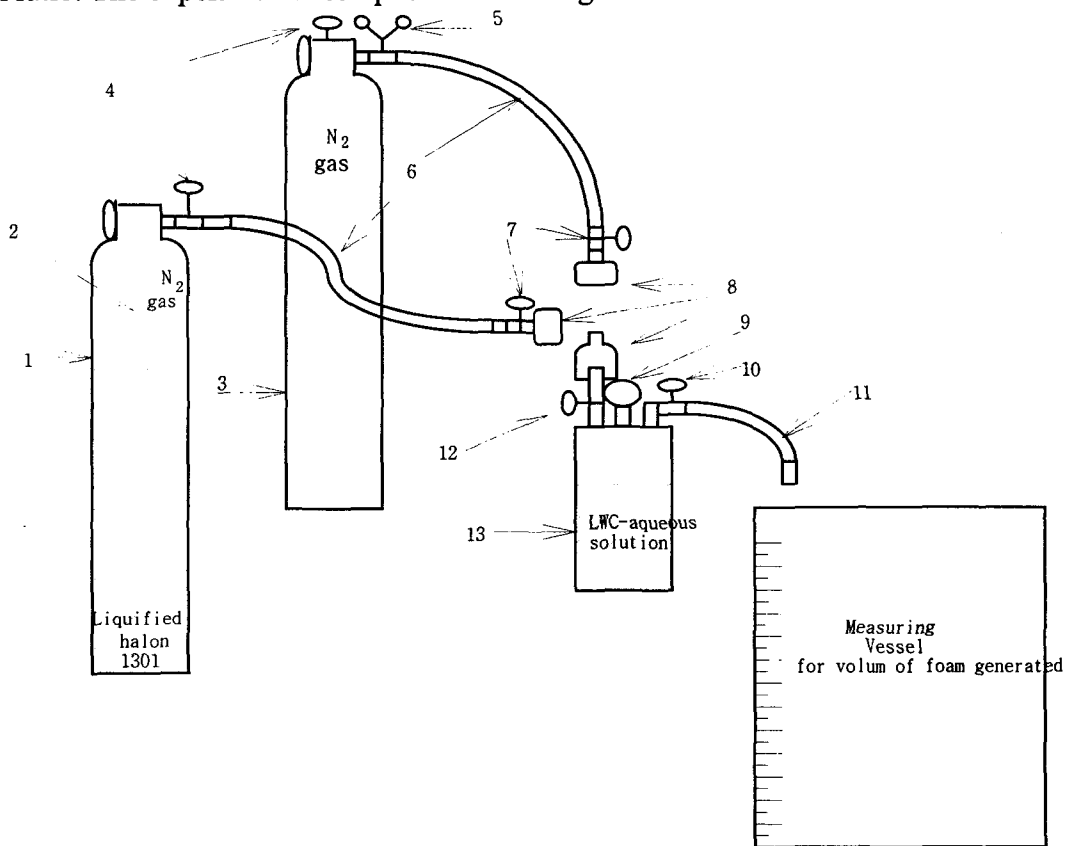 5
4
N2
gas
6
2
7
N2
gas
8
9
1
10
3
11
12
13
LWC-aqueous
solution
Liquified
halon
1301
Measuring
Vessel
for volum of foam generated